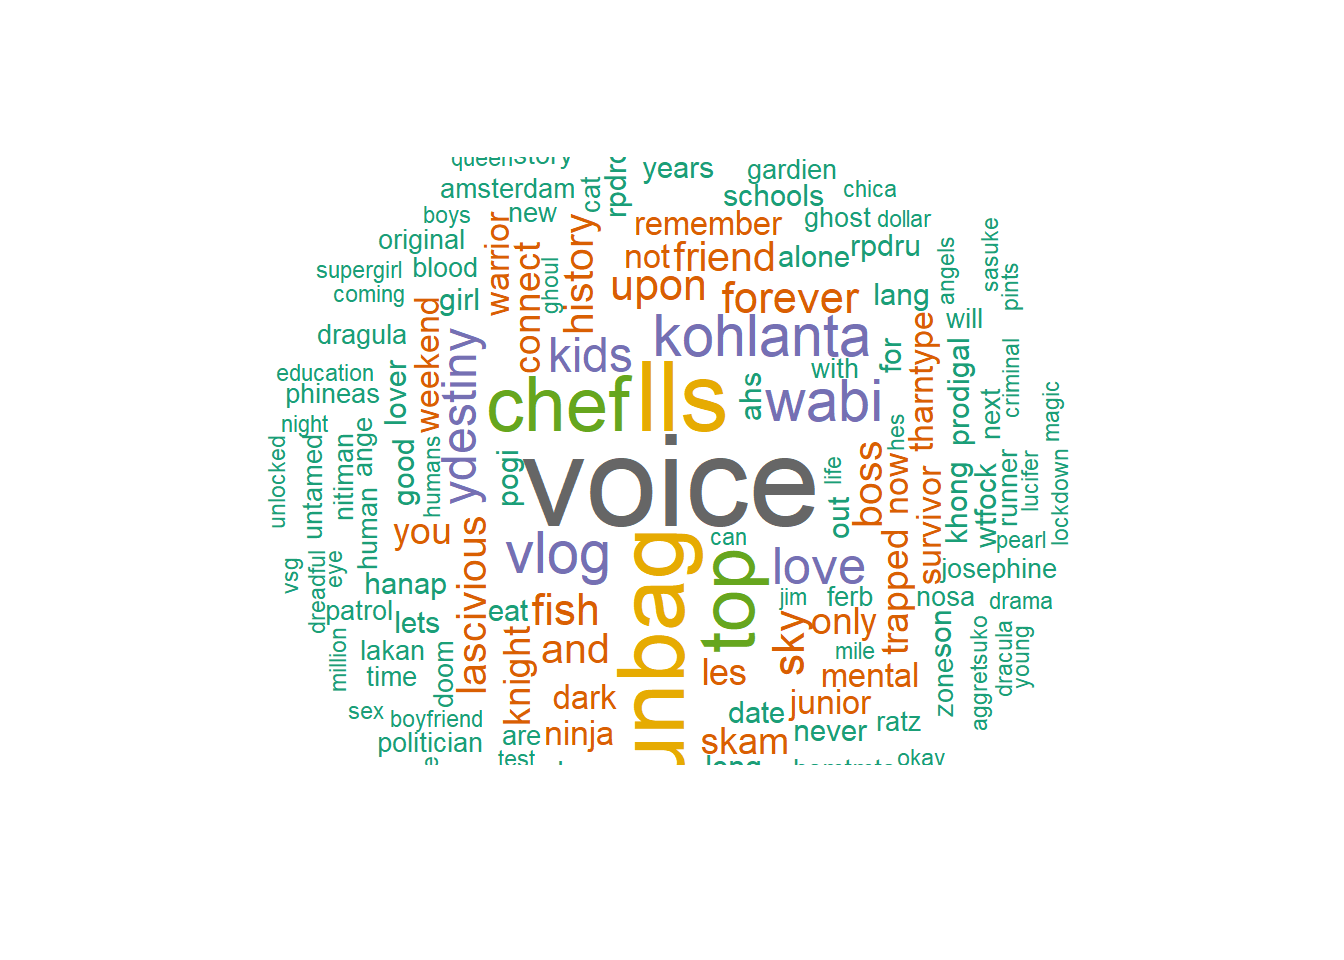 queenstory
years
gardien
amsterdam
cat
rpdrc
schools
chica
boys
new
remember
ghost
dollar
original
warrior
connect
history
not
friend
alone
rpdru
angels
sasuke
pints
supergirl
blood
ghoul
upon
forever
lang
coming
girl
will
dragula
weekend
ydestiny
kids
kohlanta
for
tharntype
prodigal
next
criminal
magic
education
phineas
lover
chef
lls
ahs
with
wabi
night
hes
unlocked
untamed
nitiman
human
ange
good
humans
pogi
voice
life
out
boss
now
survivor
khong
wtfock
runner
lucifer
lockdown
you
vlog
can
love
pearl
vsg
dreadful
eye
hanap
lascivious
eat
fish
unbag
top
jim
ferb
nosa
josephine
drama
patrol
lets
sky
only
trapped
million
lakan
time
doom
knight
and
les
mile
mental
zone
son
aggretsuko
dracula
young
dark
junior
sex
boyfriend
date
never
ratz
politician
are
ninja
skam
test
okay